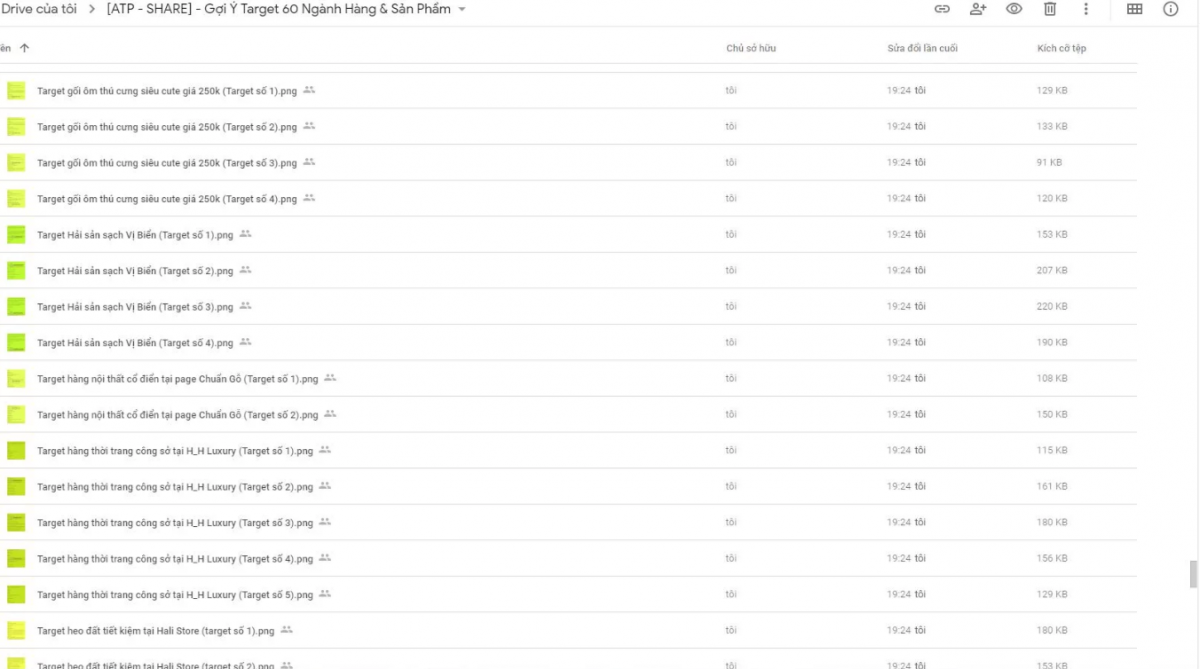 Drive của tôi > [ATP - SHARE] - Gợi Ý Target 60 Ngành Hàng & Sản Phẩm
ên Chủ sở hữu Sửa đổi lần cuối Kích cỡ tệp
Target gối ôm thú cưng siêu cute giá 250k (Target số 1).png tôi 19:24 tôi 129 KB
Target gối ôm thú cưng siêu cute giá 250k (Target số 2).png tôi 19:24 tôi 133 KB
Target gối ôm thú cưng siêu cute giá 250k (Target số 3).png tôi 19:24 tôi 91 KB
Target gối ôm thú cưng siêu cute giá 250k (Target số 4).png tôi 19:24 tôi 120 KB
Target Hải sản sạch Vị Biển (Target số 1).png tôi 19:24 tôi 153 KB
Target Hải sản sạch Vị Biển (Target số 2).png tôi 19:24 tôi 207 KB
Target Hải sản sạch Vị Biển (Target số 3).png tôi 19:24 tôi 220 KB
Target Hải sản sạch Vị Biển (Target số 4).png tôi 19:24 tôi 190 KB
Target hàng nội thất cổ điển tại page Chuẩn Gỗ (Target số 1).png tôi 19:24 tôi 108 KB
Target hàng nội thất cổ điển tại page Chuẩn Gỗ (Target số 2).png tôi 19:24 tôi 150 KB
Target hàng thời trang công sở tại H_H Luxury (Target số 1).png tôi 19:24 tôi 115 KB
Target hàng thời trang công sở tại H_H Luxury (Target số 2).png tôi 19:24 tôi 161 KB
Target hàng thời trang công sở tại H_H Luxury (Target số 3).png tôi 19:24 tôi 180 KB
Target hàng thời trang công sở tại H_H Luxury (Target số 4).png tôi 19:24 tôi 156 KB
Target hàng thời trang công sở tại H_H Luxury (Target số 5).png tôi 19:24 tôi 129 KB
Target heo đất tiết kiệm tại Hali Store (target số 1).png tôi 19:24 tôi 180 KB
Target heo đất tiết kiệm tại Hali Store (target số 2).png tôi 19:24 tôi 153 KB